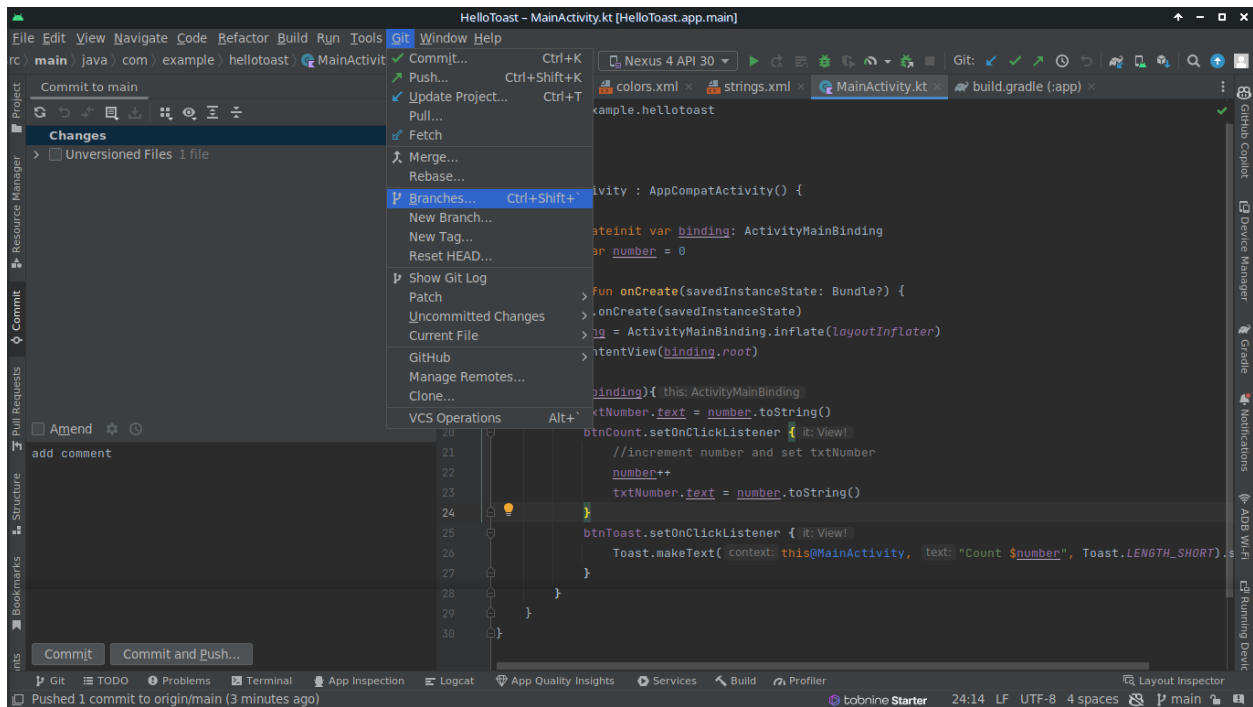 HelloToast – MainActivity.kt [HelloToast.app.main]
File Edit View Navigate Code Refactor Build Run Tools Git Window Help
rc main java com example hellotoast MainActivit
Nexus 4 API 30
Git:
Commit to main
Changes
Unversioned Files 1 file
Amend
add comment
Commit
Commit and Push...
Commit... Ctrl+K
Push... Ctrl+Shift+K
Update Project... Ctrl+T
Pull...
Fetch
Merge...
Rebase...
Branches... Ctrl+Shift+`
New Branch...
New Tag...
Reset HEAD...
Show Git Log
Patch
Uncommitted Changes
Current File
GitHub
Manage Remotes...
Clone...
VCS Operations Alt+`
colors.xml strings.xml MainActivity.kt build.gradle (:app)
xample.hellotoast
ivity : AppCompatActivity() {
ateinit var binding: ActivityMainBinding
ar number = 0
fun onCreate(savedInstanceState: Bundle?) {
.onCreate(savedInstanceState)
ng = ActivityMainBinding.inflate(layoutInflater)
ntentView(binding.root)
binding){ this: ActivityMainBinding
xtNumber.text = number.toString()
20 btnCount.setOnClickListener { it: View!
21 //increment number and set txtNumber
22 number++
23 txtNumber.text = number.toString()
24 }
25 btnToast.setOnClickListener { it: View!
26 Toast.makeText( context: this@MainActivity, text: "Count $number", Toast.LENGTH_SHORT).s
27 }
28 }
29 }
30 }
Project
Resource Manager
Commit
Pull Requests
Structure
Bookmarks
nts
GitHub Copilot
Device Manager
Gradle
Notifications
ADB Wi-Fi
Running Devic
Git TODO Problems Terminal App Inspection Logcat App Quality Insights Services Build Profiler Layout Inspector
Pushed 1 commit to origin/main (3 minutes ago) tabnine Starter 24:14 LF UTF-8 4 spaces main